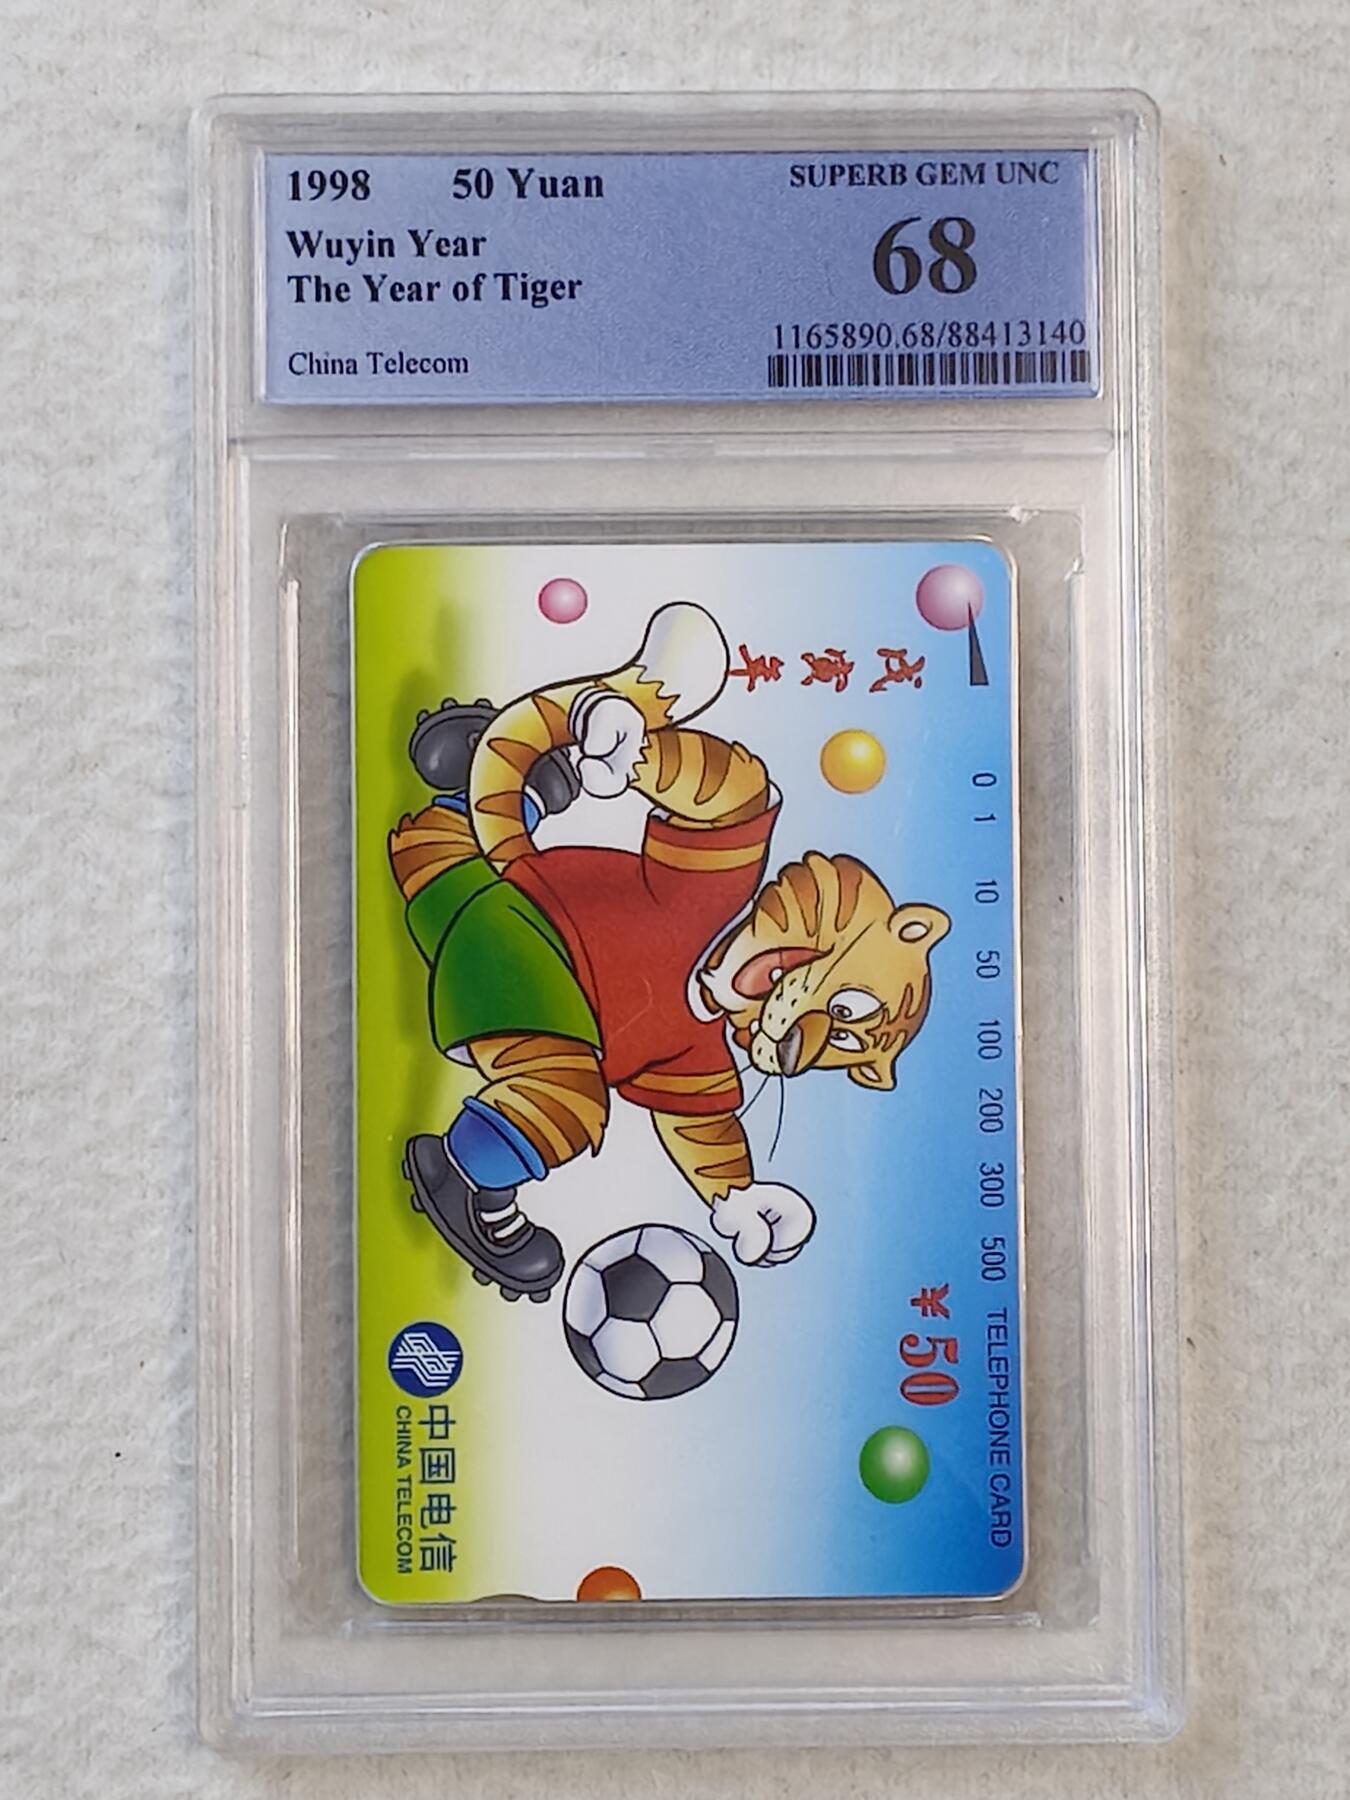 1998 50 Yuan
SUPERB GEM UNC
Wuyin Year
68
The Year of Tiger
1165890.68/88413140
China Telecom
戊寅年
0 1 10 50 100 200 300 500 TELEPHONE CARD
¥50
中国电信
CHINA TELECOM